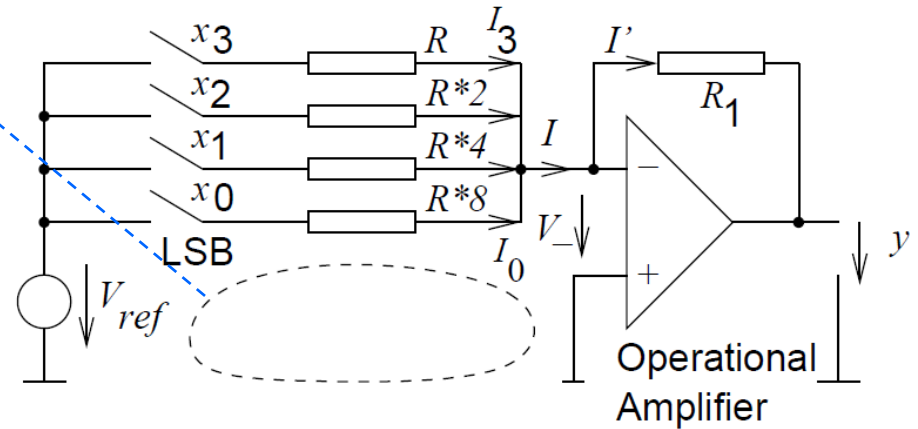 x3 R I3
x2 R*2
x1 R*4
x0 R*8
LSB
I0
Vref
I
I’
R1
V_
−
+
y
Operational
Amplifier